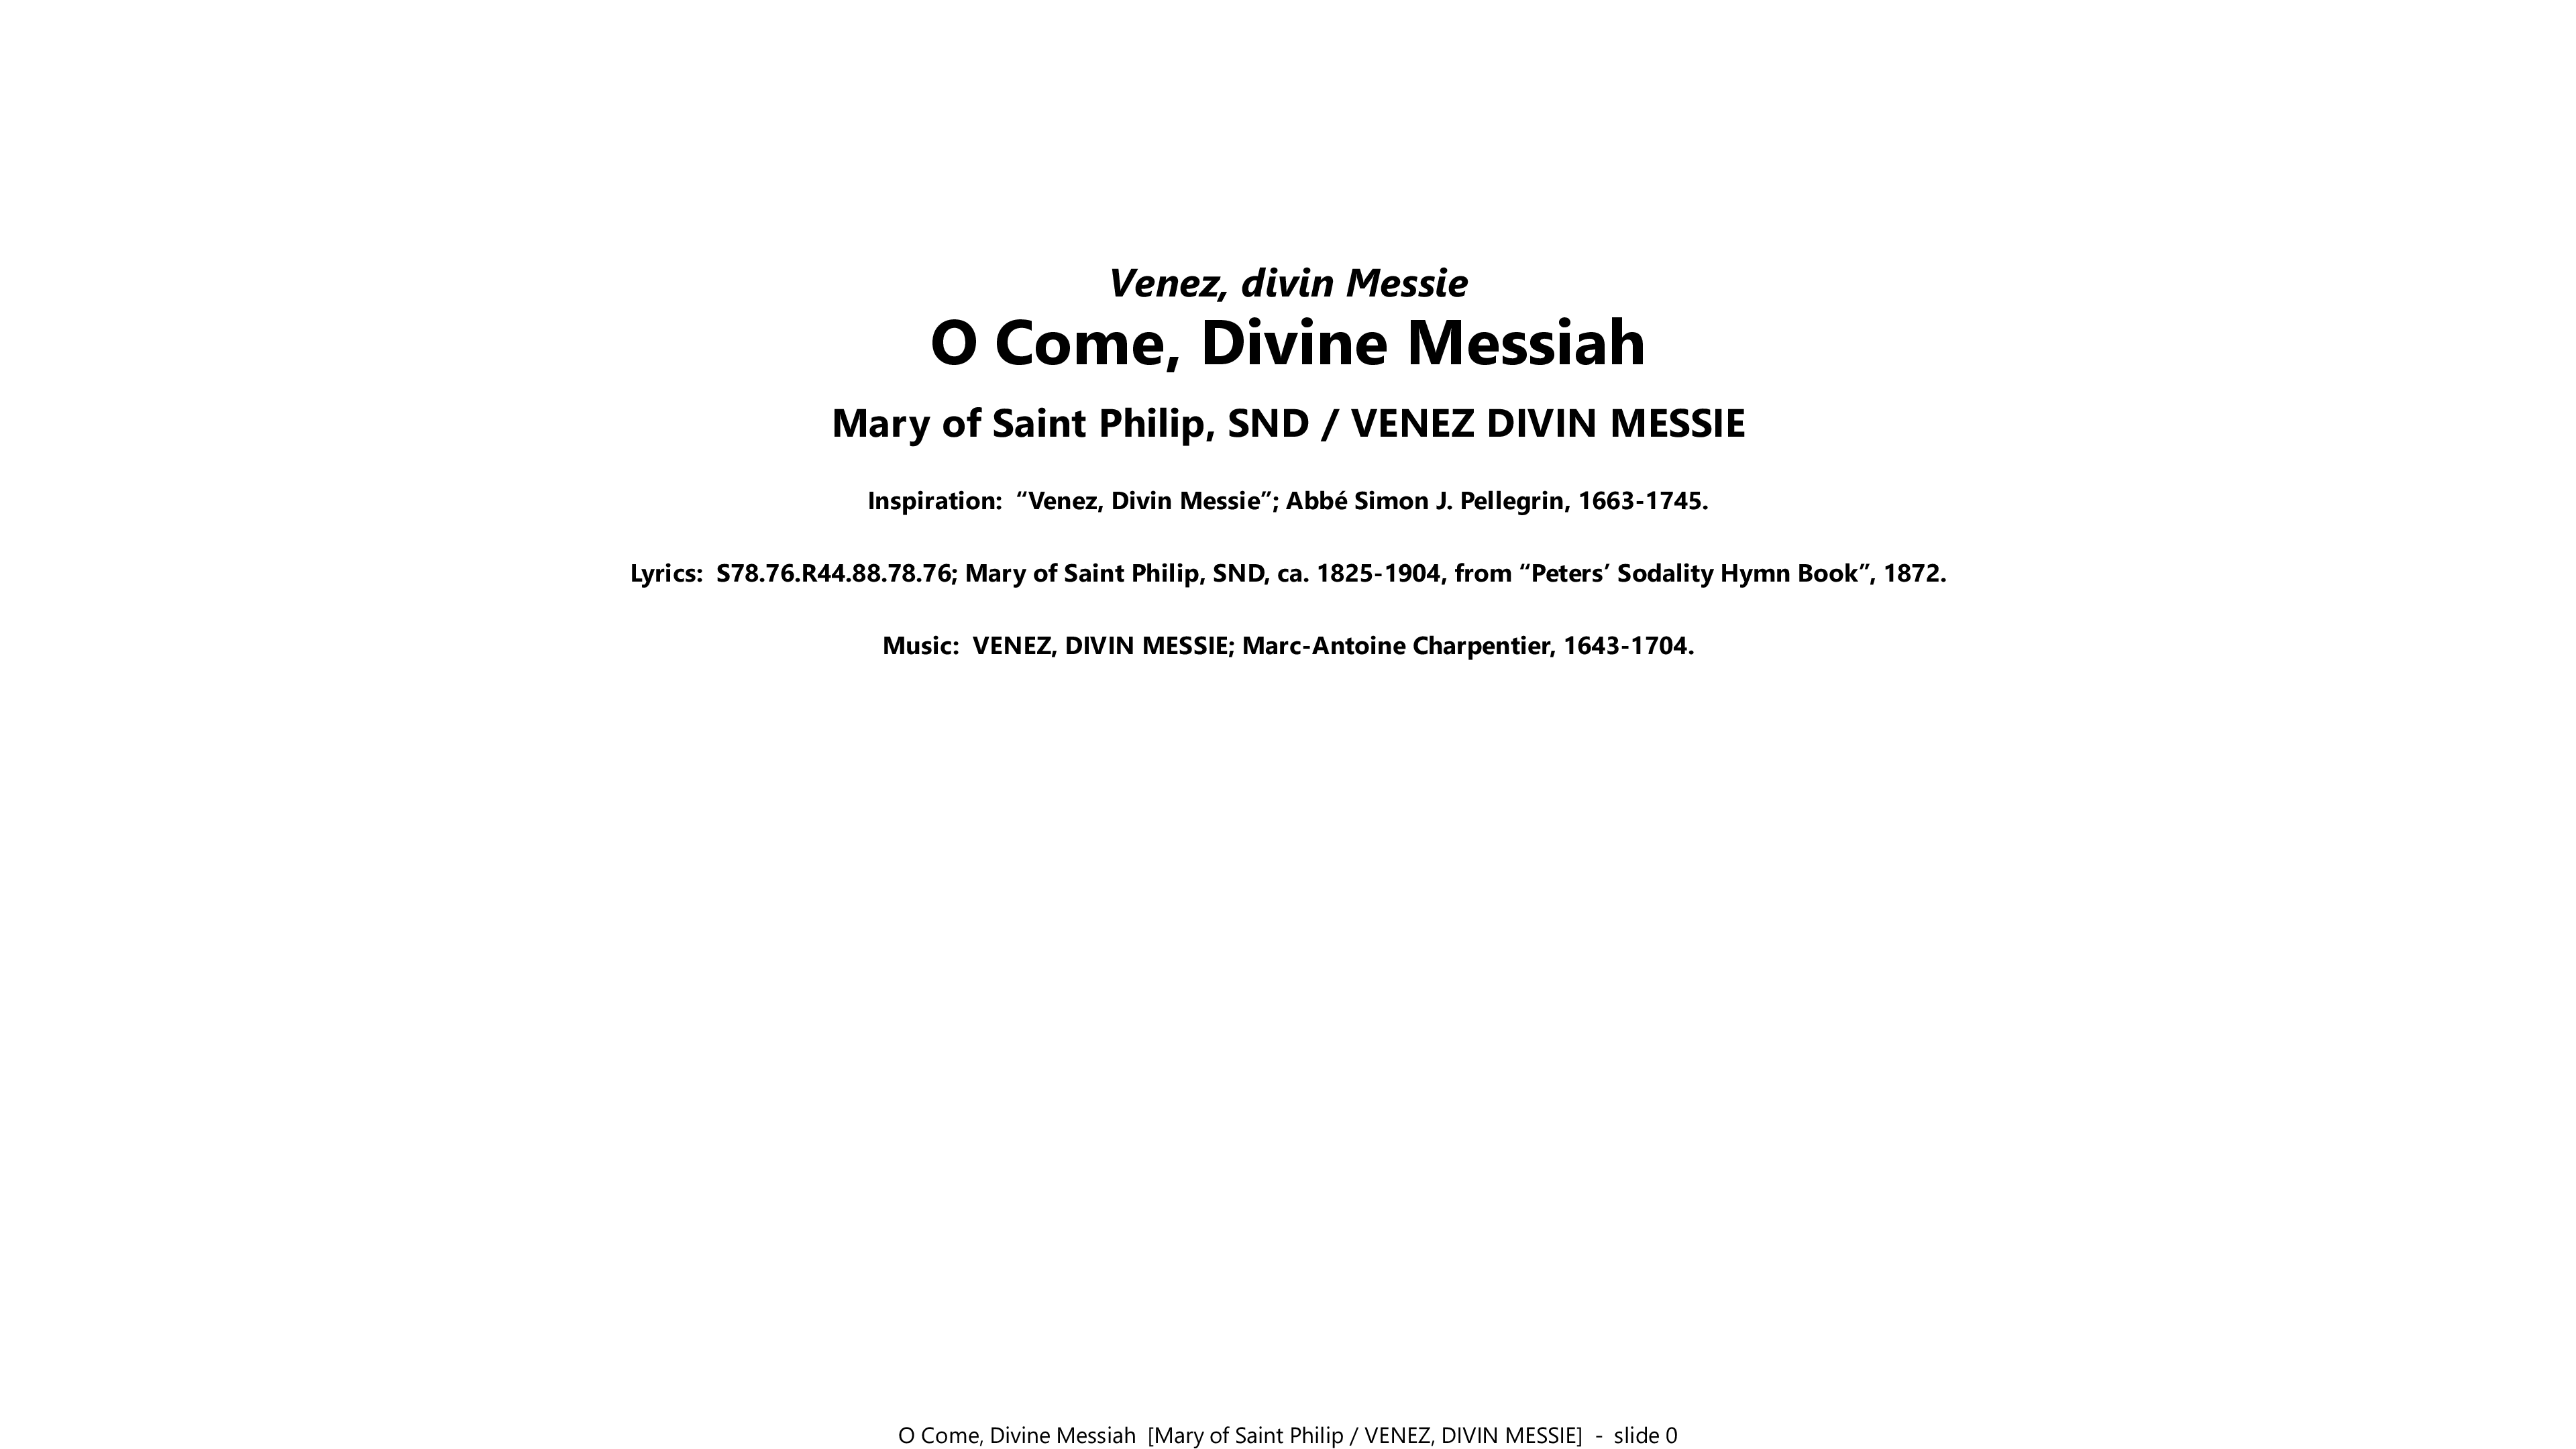 Venez, divin Messie
O Come, Divine Messiah
Mary of Saint Philip, SND / VENEZ DIVIN MESSIE
Inspiration:  “Venez, Divin Messie”; Abbé Simon J. Pellegrin, 1663-1745.
Lyrics:  S78.76.R44.88.78.76; Mary of Saint Philip, SND, ca. 1825-1904, from “Peters’ Sodality Hymn Book”, 1872.
Music:  VENEZ, DIVIN MESSIE; Marc-Antoine Charpentier, 1643-1704.
O Come, Divine Messiah  [Mary of Saint Philip / VENEZ, DIVIN MESSIE]  -  slide 0